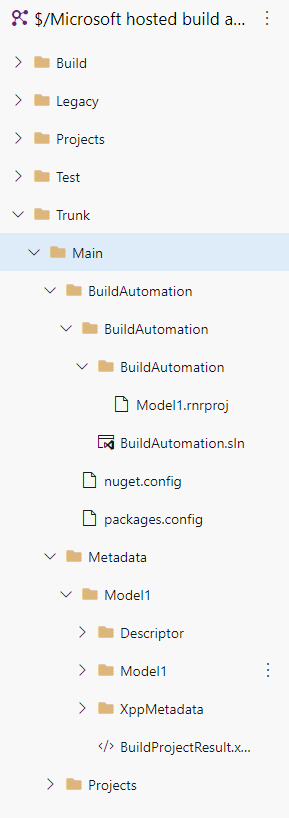 $/Microsoft hosted build a...
Build
Legacy
Projects
Test
Trunk
Main
BuildAutomation
BuildAutomation
BuildAutomation
Model1.rnrproj
BuildAutomation.sln
nuget.config
packages.config
Metadata
Model1
Descriptor
Model1
XppMetadata
BuildProjectResult.x...
Projects